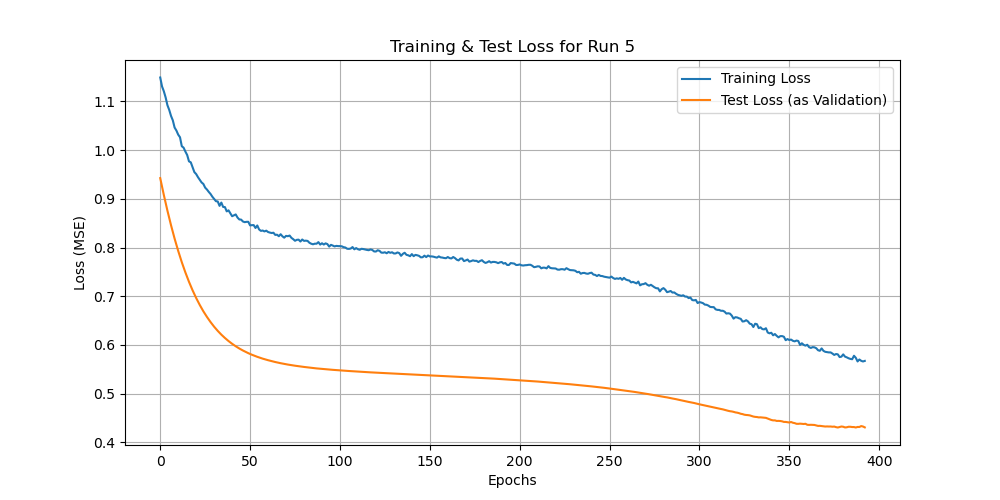 Training & Test Loss for Run 5
Training Loss
Test Loss (as Validation)
1.1
1.0
0.9
0.8
0.7
0.6
0.5
0.4
Loss (MSE)
0 50 100 150 200 250 300 350 400
Epochs